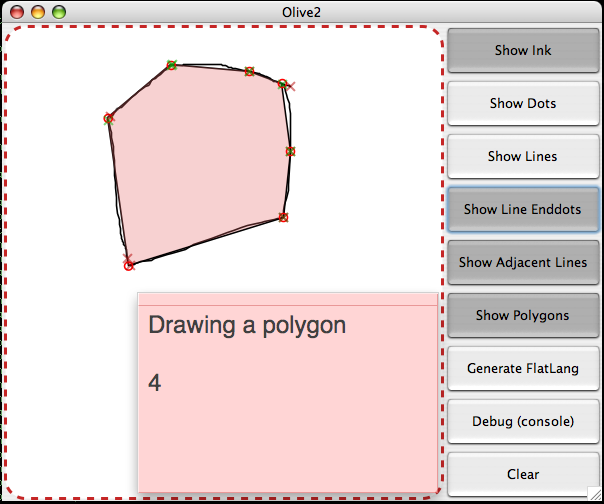 Olive2
Show Ink
Show Dots
Show Lines
Show Line Enddots
Show Adjacent Lines
Show Polygons
Generate FlatLang
Debug (console)
Clear
Drawing a polygon
4